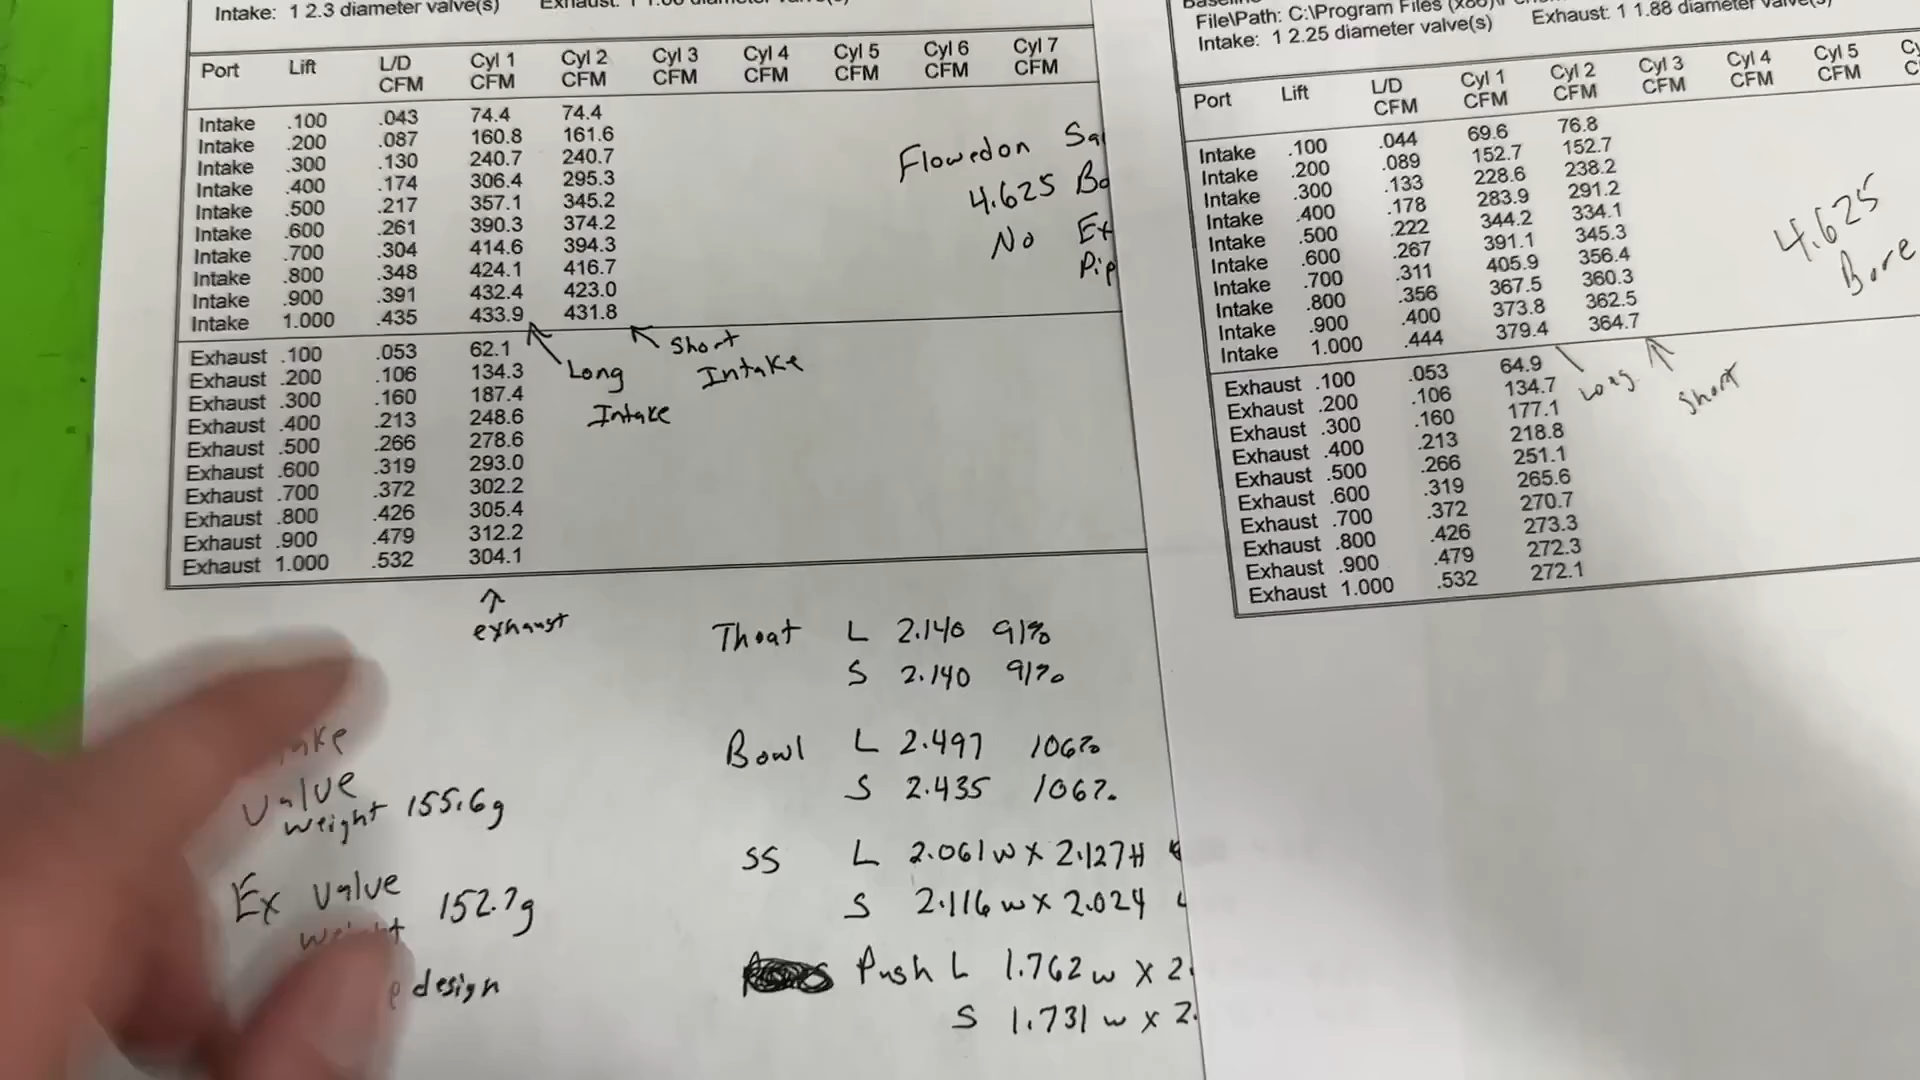 Intake: 1 2.3 diameter valve(s) Exhaust: 1
Port Lift L/D CFM Cyl 1 CFM Cyl 2 CFM Cyl 3 CFM Cyl 4 CFM Cyl 5 CFM Cyl 6 CFM Cyl 7 CFM
Intake .100 .043 74.4 74.4
Intake .200 .087 160.8 161.6
Intake .300 .130 240.7 240.7
Intake .400 .174 306.4 295.3
Intake .500 .217 357.1 345.2
Intake .600 .261 390.3 374.2
Intake .700 .304 414.6 394.3
Intake .800 .348 424.1 416.7
Intake .900 .391 432.4 423.0
Intake 1.000 .435 433.9 431.8
Exhaust .100 .053 62.1
Exhaust .200 .106 134.3
Exhaust .300 .160 187.4
Exhaust .400 .213 248.6
Exhaust .500 .266 278.6
Exhaust .600 .319 293.0
Exhaust .700 .372 302.2
Exhaust .800 .426 305.4
Exhaust .900 .479 312.2
Exhaust 1.000 .532 304.1
Flowedon
4.625 Bo
No Ex
Pip
Long
Intake
Short
Intake
exhaust
Thoat L 2.140 91%
S 2.140 91%
Bowl L 2.497 106%
S 2.435 106%
SS L 2.061 W X 2.127 H
S 2.116 W X 2.024
Push L 1.762 W X 2.
S 1.731 W X 2.
Value
weight 155.6g
Ex value
weight 152.7g
design
File\Path: C:\Program Files (x86)\
Intake: 1 2.25 diameter valve(s) Exhaust: 1 1.88 diameter valve(s)
Port Lift L/D CFM Cyl 1 CFM Cyl 2 CFM Cyl 3 CFM Cyl 4 CFM Cyl 5 CFM
Intake .100 .044 69.6 76.8
Intake .200 .089 152.7 152.7
Intake .300 .133 228.6 238.2
Intake .400 .178 283.9 291.2
Intake .500 .222 344.2 334.1
Intake .600 .267 391.1 345.3
Intake .700 .311 405.9 356.4
Intake .800 .356 367.5 360.3
Intake .900 .400 373.8 362.5
Intake 1.000 .444 379.4 364.7
Exhaust .100 .053 64.9
Exhaust .200 .106 134.7
Exhaust .300 .160 177.1
Exhaust .400 .213 218.8
Exhaust .500 .266 251.1
Exhaust .600 .319 265.6
Exhaust .700 .372 270.7
Exhaust .800 .426 273.3
Exhaust .900 .479 272.3
Exhaust 1.000 .532 272.1
4.625
Bore
Long
Short